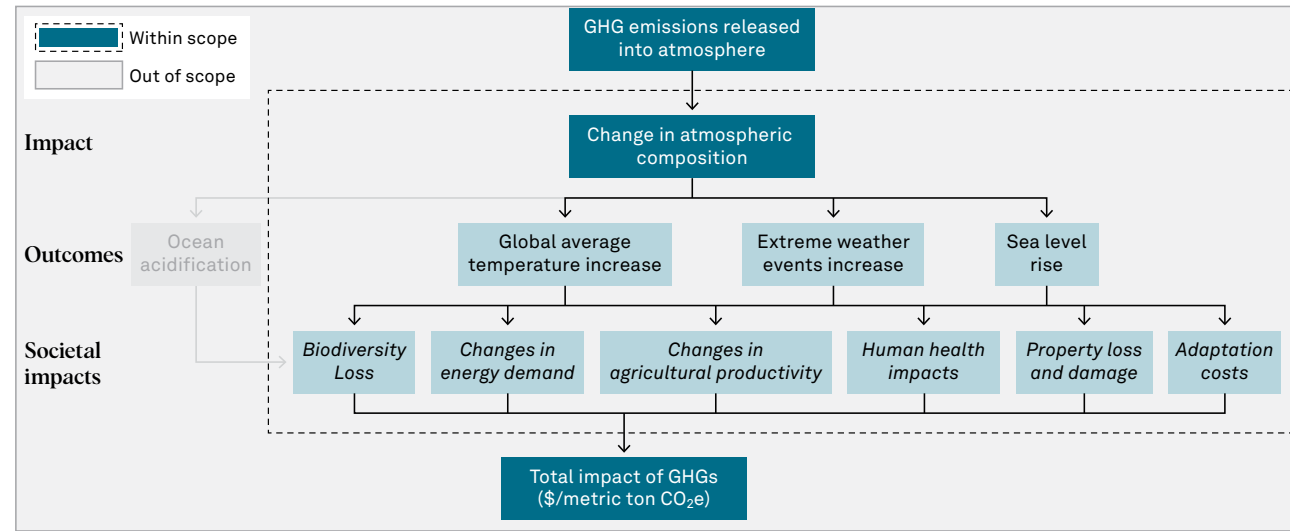 Within scope
Out of scope
GHG emissions released
into atmosphere
Impact
Change in atmospheric
composition
Outcomes
Ocean
acidification
Global average
temperature increase
Extreme weather
events increase
Sea level
rise
Societal
impacts
Biodiversity
Loss
Changes in
energy demand
Changes in
agricultural productivity
Human health
impacts
Property loss
and damage
Adaptation
costs
Total impact of GHGs
($/metric ton CO₂e)